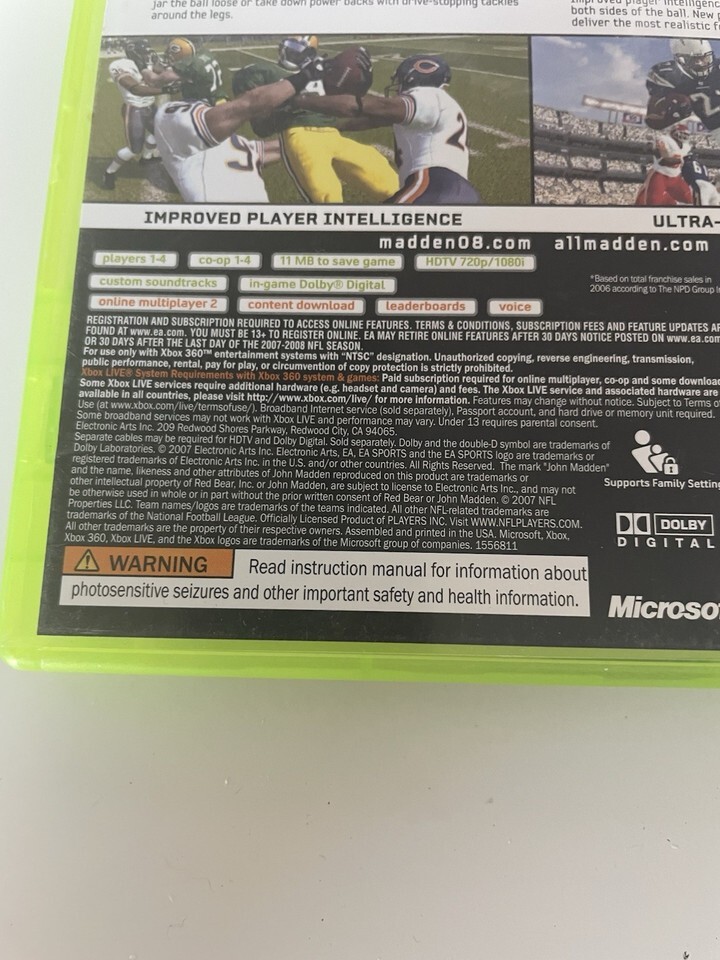 jar the ball loose or take down power backs with drive-stopping tackles
around the legs.
improved player intelligenc
both sides of the ball. New
deliver the most realistic
IMPROVED PLAYER INTELLIGENCE
ULTRA-
madden08.com allmadden.com
players 1-4 co-op 1-4 11 MB to save game HDTV 720p/1080i
custom soundtracks in-game Dolby® Digital
online multiplayer 2 content download leaderboards voice
*Based on total franchise sales in
2006 according to The NPD Group
REGISTRATION AND SUBSCRIPTION REQUIRED TO ACCESS ONLINE FEATURES. TERMS & CONDITIONS, SUBSCRIPTION FEES AND FEATURE UPDATES AR
FOUND AT www.ea.com. YOU MUST BE 13+ TO REGISTER ONLINE. EA MAY RETIRE ONLINE FEATURES AFTER 30 DAYS NOTICE POSTED ON www.ea.com
OR 30 DAYS AFTER THE LAST DAY OF THE 2007-2008 NFL SEASON.
For use only with Xbox 360™ entertainment systems with "NTSC" designation. Unauthorized copying, reverse engineering, transmission,
public performance, rental, pay for play, or circumvention of copy protection is strictly prohibited.
Xbox LIVE® System Requirements with Xbox 360 system & games: Paid subscription required for online multiplayer, co-op and some downloa
Some Xbox LIVE services require additional hardware (e.g. headset and camera) and fees. The Xbox LIVE service and associated hardware are
available in all countries, please visit http://www.xbox.com/live/ for more information. Features may change without notice. Subject to Terms of
Use (at www.xbox.com/live/termsofuse/). Broadband Internet service (sold separately), Passport account, and hard drive or memory unit required.
Some broadband services may not work with Xbox LIVE and performance may vary. Under 13 requires parental consent.
Electronic Arts Inc. 209 Redwood Shores Parkway, Redwood City, CA 94065.
Separate cables may be required for HDTV and Dolby Digital. Sold separately. Dolby and the double-D symbol are trademarks of
Dolby Laboratories. © 2007 Electronic Arts Inc. Electronic Arts, EA, EA SPORTS and the EA SPORTS logo are trademarks or
registered trademarks of Electronic Arts Inc. in the U.S. and/or other countries. All Rights Reserved. The mark "John Madden"
and the name, likeness and other attributes of John Madden reproduced on this product are trademarks or
other intellectual property of Red Bear, Inc. or John Madden, are subject to license to Electronic Arts Inc., and may not
be otherwise used in whole or in part without the prior written consent of Red Bear or John Madden. © 2007 NFL
Properties LLC. Team names/logos are trademarks of the teams indicated. All other NFL-related trademarks are
trademarks of the National Football League. Officially Licensed Product of PLAYERS INC. Visit WWW.NFLPLAYERS.COM.
All other trademarks are the property of their respective owners. Assembled and printed in the USA. Microsoft, Xbox,
Xbox 360, Xbox LIVE, and the Xbox logos are trademarks of the Microsoft group of companies. 1556811
Supports Family Setting
DOLBY
DIGITAL
WARNING Read instruction manual for information about
photosensitive seizures and other important safety and health information.
Microso